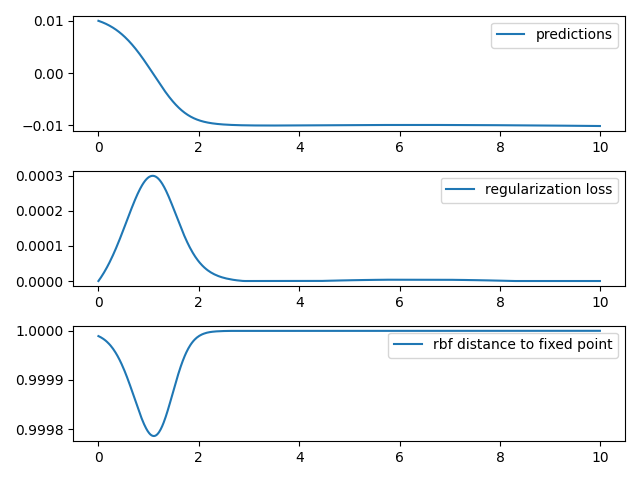 0.01
0.00
−0.01
predictions
0 2 4 6 8 10
0.0003
0.0002
0.0001
0.0000
regularization loss
0 2 4 6 8 10
1.0000
0.9999
0.9998
rbf distance to fixed point
0 2 4 6 8 10